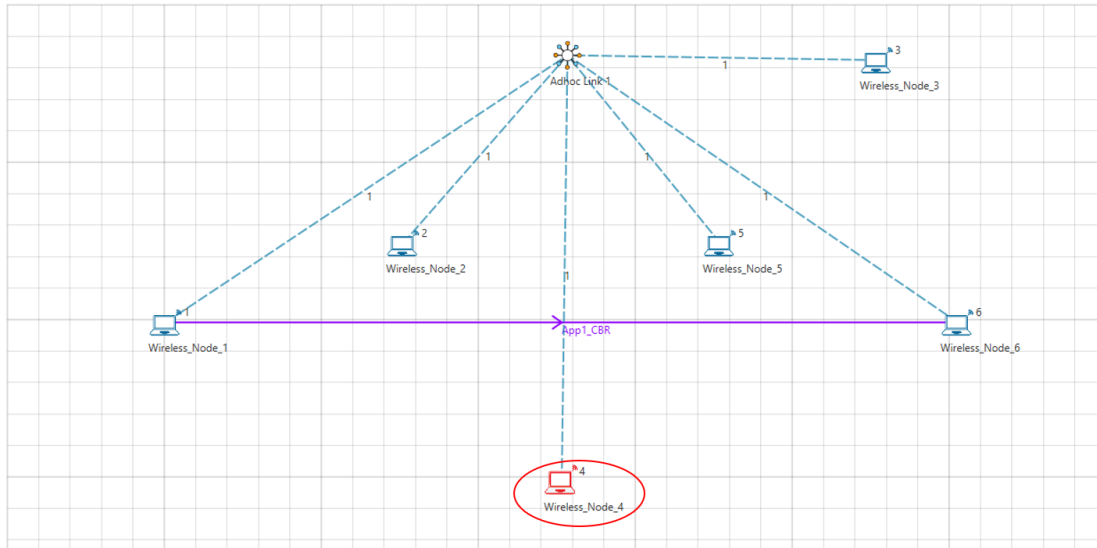 3
1
Adhoc Link 1
Wireless_Node_3
1
1
1
1
2
5
Wireless_Node_2
Wireless_Node_5
1
1
6
App1_CBR
Wireless_Node_1
Wireless_Node_6
4
Wireless_Node_4